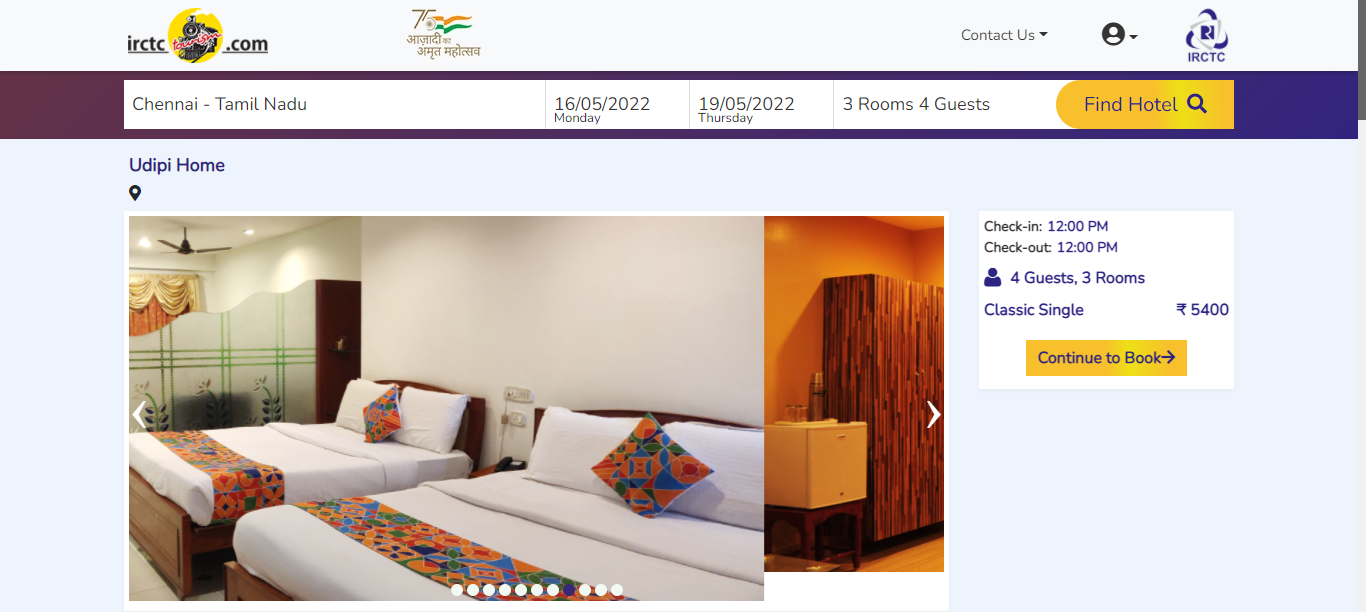 irctc tourism .com
75
आज़ादी का
अमृत महोत्सव
Contact Us
IRCTC
Chennai - Tamil Nadu
16/05/2022
Monday
19/05/2022
Thursday
3 Rooms 4 Guests
Find Hotel
Udipi Home
Check-in: 12:00 PM
Check-out: 12:00 PM
4 Guests, 3 Rooms
Classic Single ₹ 5400
Continue to Book